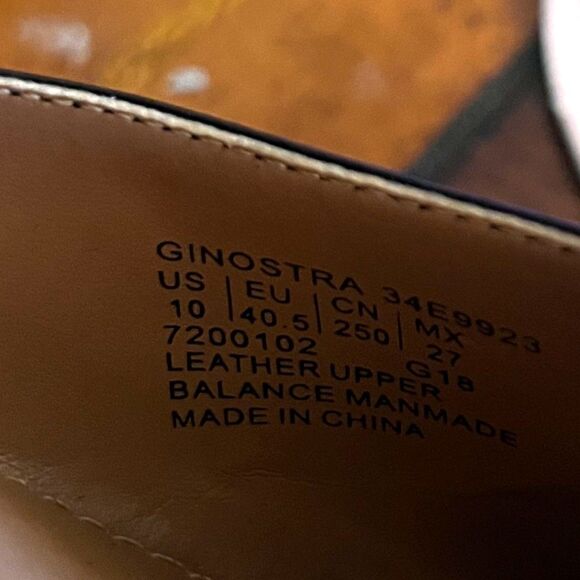 GINOSTRA 34E9923
US | EU | CN | MX
10 | 40.5 | 250 | 27
7200102 G18
LEATHER UPPER
BALANCE MANMADE
MADE IN CHINA